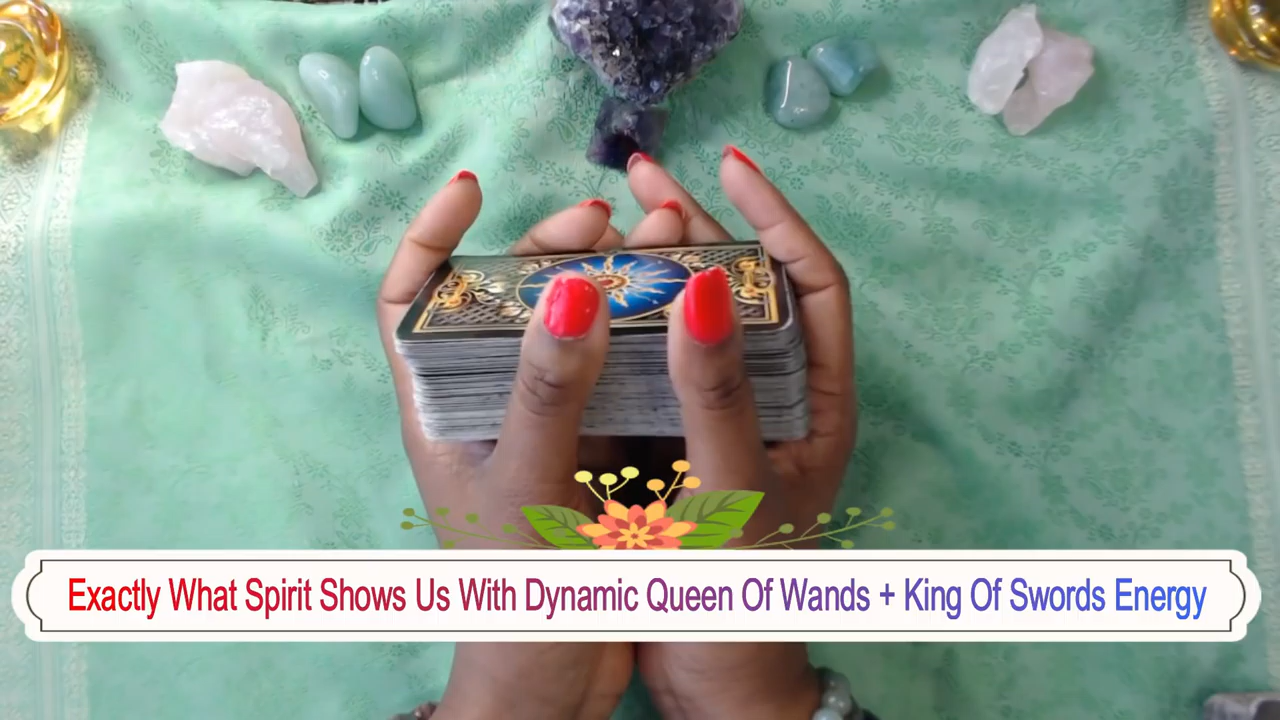 Exactly What Spirit Shows Us With Dynamic Queen Of Wands + King Of Swords Energy